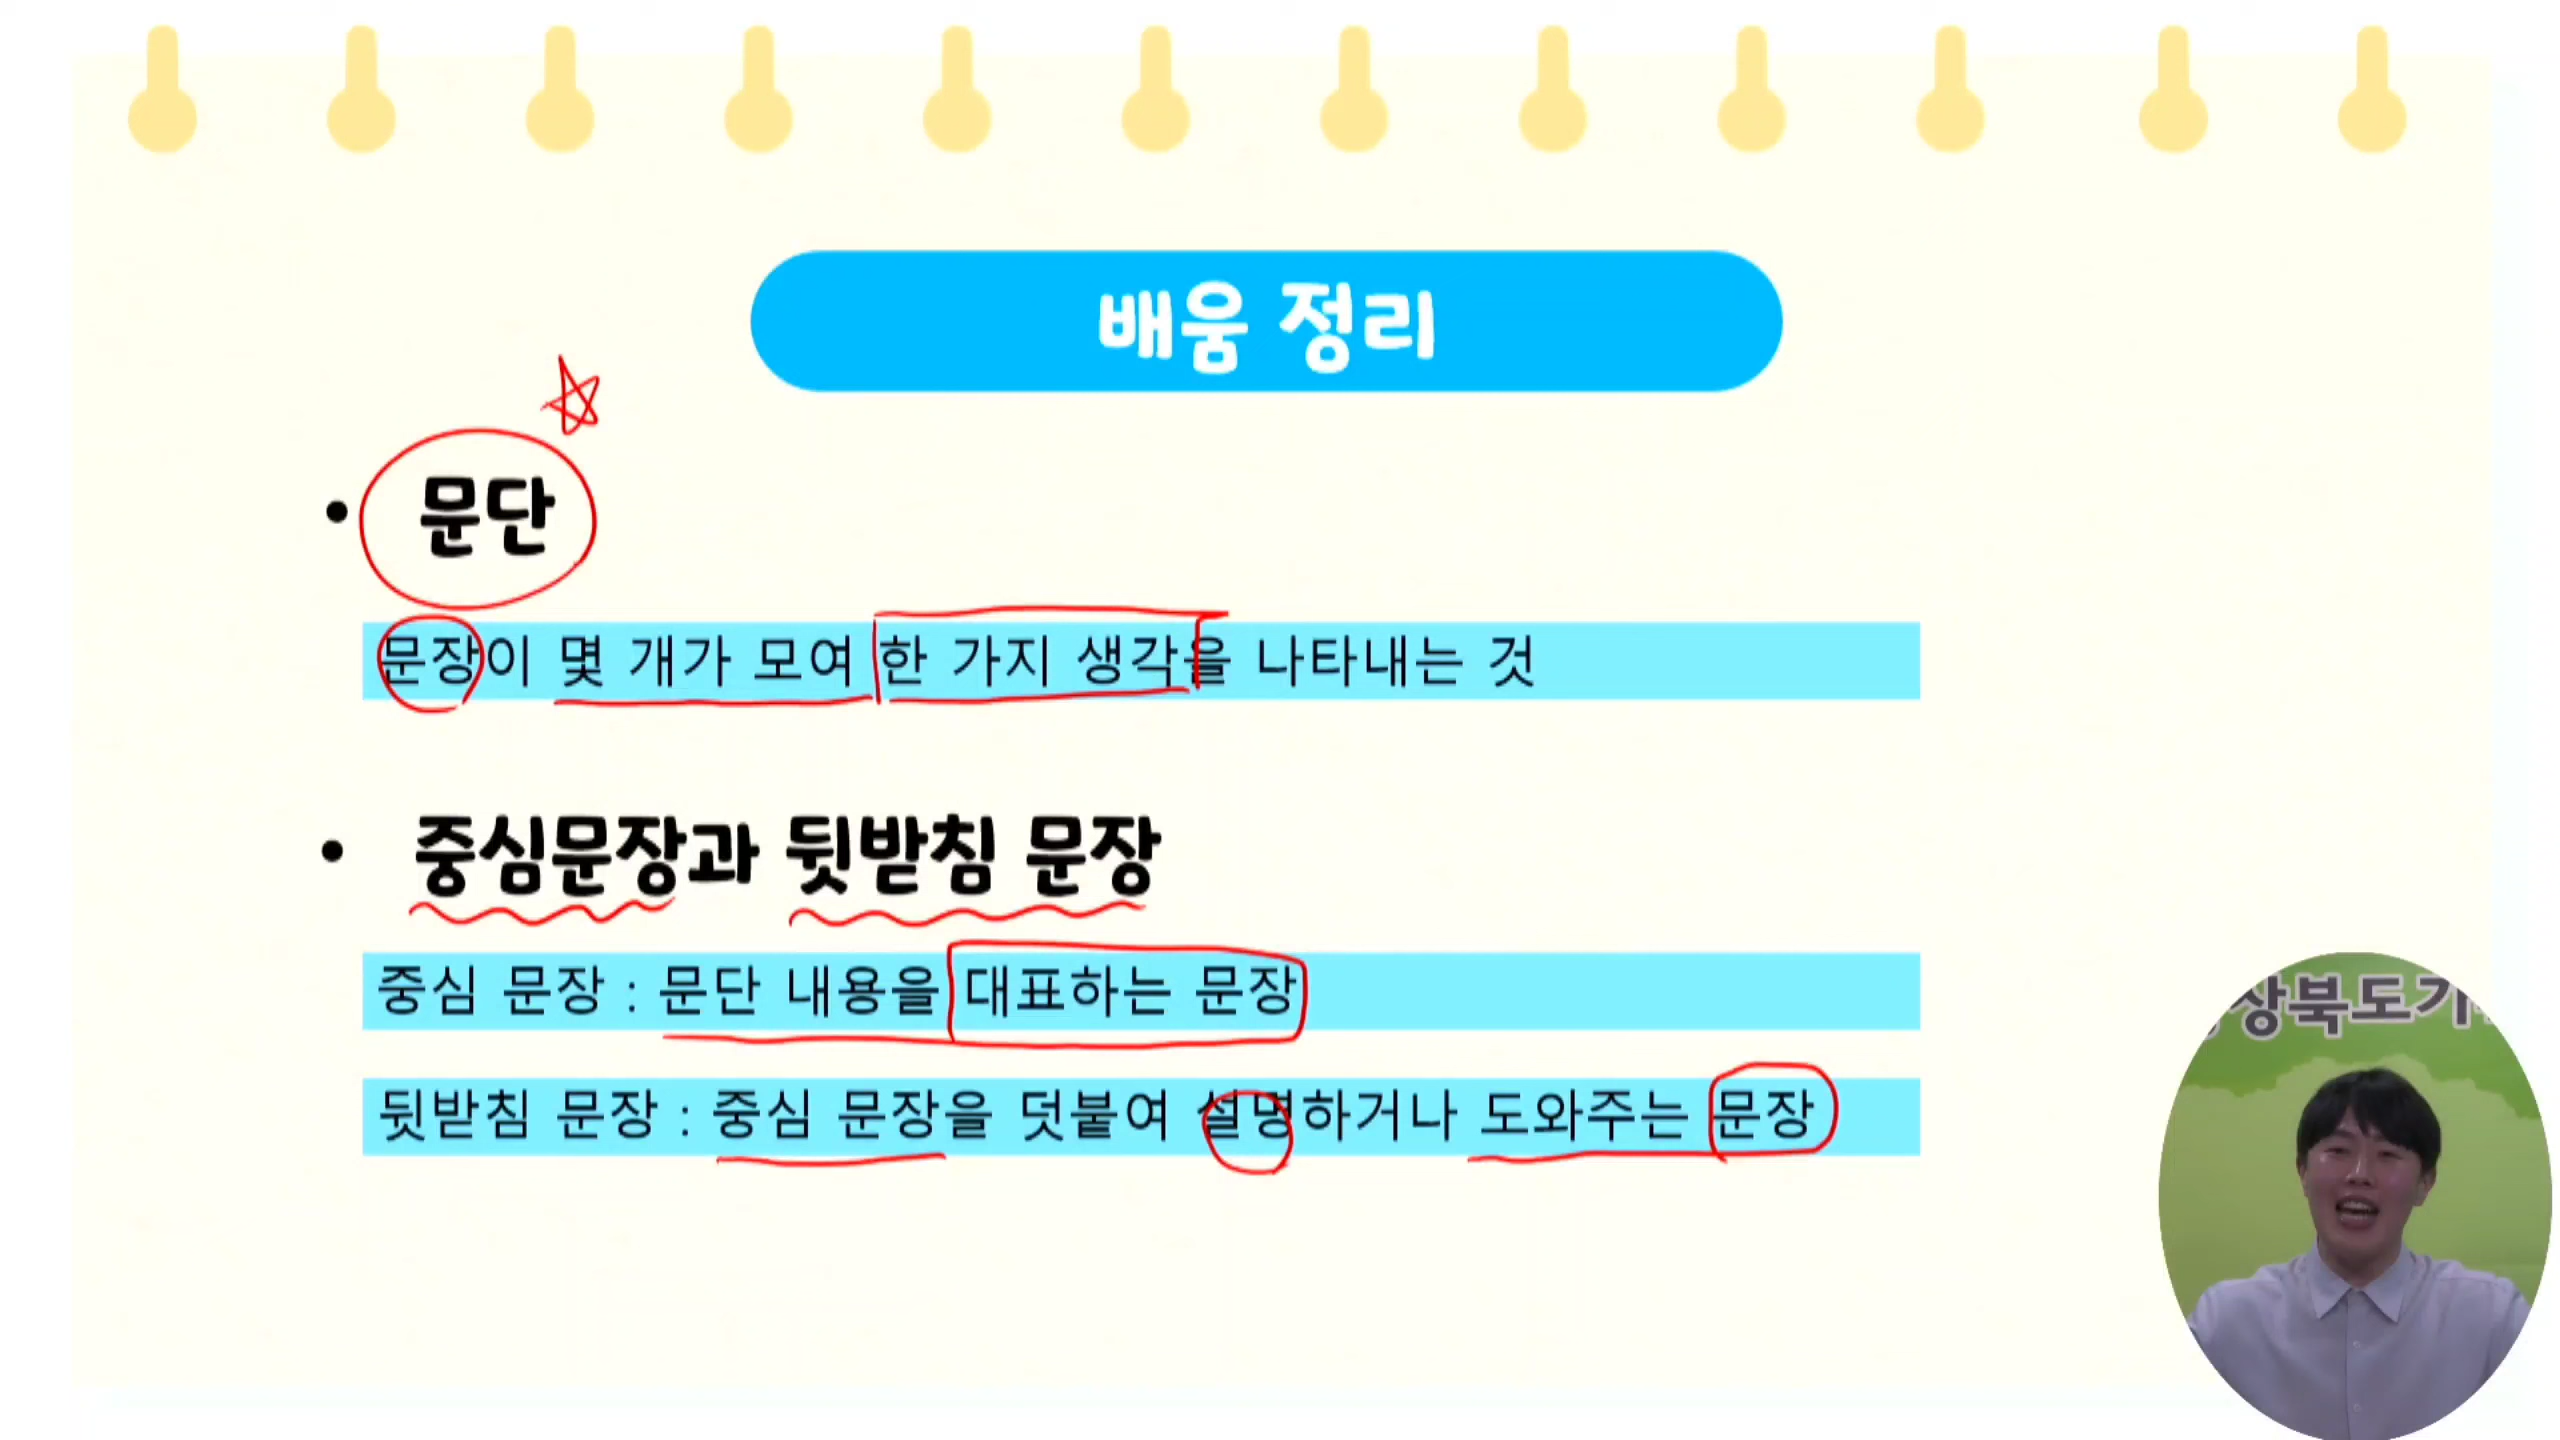 배움 정리
• 문단
문장이 몇 개가 모여 한 가지 생각을 나타내는 것
• 중심문장과 뒷받침 문장
중심 문장 : 문단 내용을 대표하는 문장
뒷받침 문장 : 중심 문장을 덧붙여 설명하거나 도와주는 문장
상북도